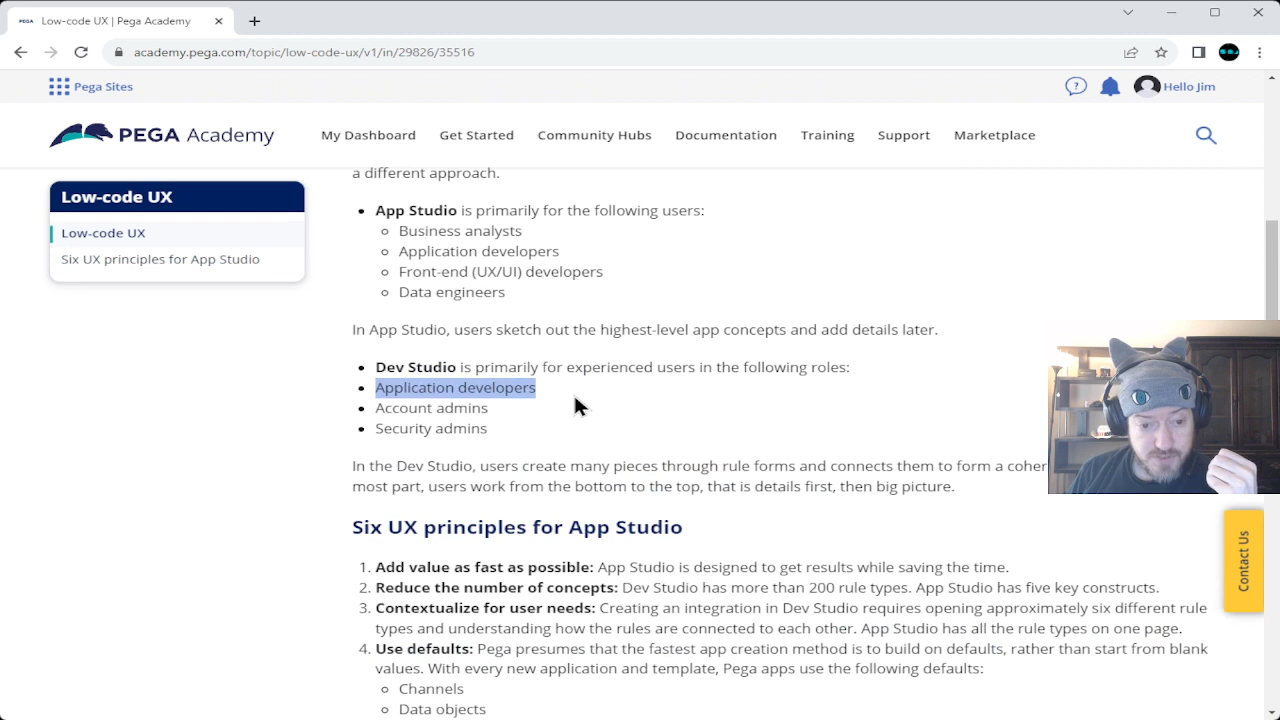 PEGA Low-code UX | Pega Academy
academy.pega.com/topic/low-code-ux/v1/in/29826/35516
Pega Sites
? Hello Jim
PEGA Academy My Dashboard Get Started Community Hubs Documentation Training Support Marketplace
Low-code UX
Low-code UX
Six UX principles for App Studio
a different approach.
• App Studio is primarily for the following users:
Business analysts
Application developers
Front-end (UX/UI) developers
Data engineers
In App Studio, users sketch out the highest-level app concepts and add details later.
• Dev Studio is primarily for experienced users in the following roles:
• Application developers
• Account admins
• Security admins
In the Dev Studio, users create many pieces through rule forms and connects them to form a coher
most part, users work from the bottom to the top, that is details first, then big picture.
Six UX principles for App Studio
1. Add value as fast as possible: App Studio is designed to get results while saving the time.
2. Reduce the number of concepts: Dev Studio has more than 200 rule types. App Studio has five key constructs.
3. Contextualize for user needs: Creating an integration in Dev Studio requires opening approximately six different rule
types and understanding how the rules are connected to each other. App Studio has all the rule types on one page.
4. Use defaults: Pega presumes that the fastest app creation method is to build on defaults, rather than start from blank
values. With every new application and template, Pega apps use the following defaults:
Channels
Data objects
Contact Us